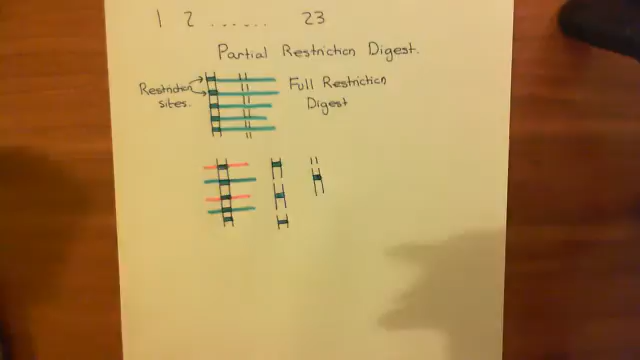 1 2 ....... 23
Partial Restriction Digest.
Restriction
sites.
Full Restriction
Digest